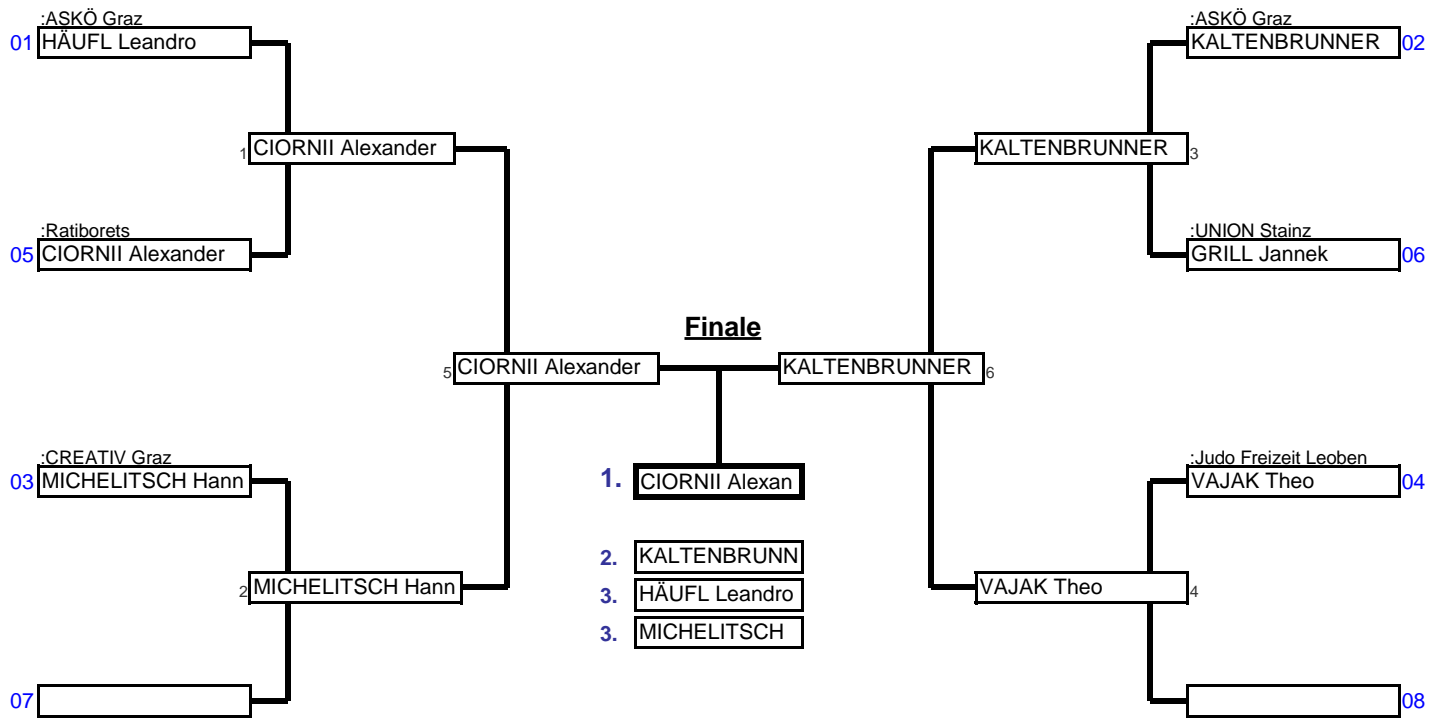 :ASKÖ Graz
01 HÄUFL Leandro
1 CIORNII Alexander
:Ratiborets
05 CIORNII Alexander
5 CIORNII Alexander
:CREATIV Graz
03 MICHELITSCH Hann
2 MICHELITSCH Hann
07
Finale
1. CIORNII Alexan
2. KALTENBRUNN
3. HÄUFL Leandro
3. MICHELITSCH
:ASKÖ Graz
KALTENBRUNNER 02
KALTENBRUNNER 3
:UNION Stainz
GRILL Jannek 06
KALTENBRUNNER 6
:Judo Freizeit Leoben
VAJAK Theo 04
VAJAK Theo 4
08